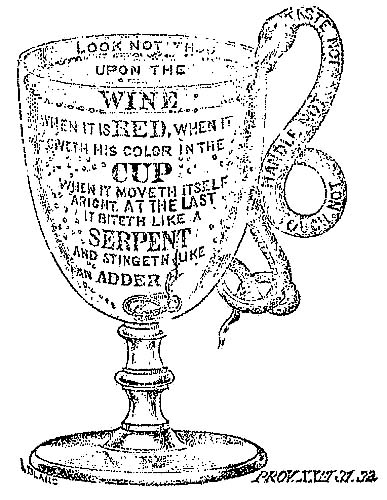 LOOK NOT THOU
UPON THE
WINE
WHEN IT IS RED, WHEN IT
GIVETH HIS COLOR IN THE
CUP
WHEN IT MOVETH ITSELF
ARIGHT. AT THE LAST
IT BITETH LIKE A
SERPENT
AND STINGETH LIKE
AN ADDER
TASTE NOT
HANDLE NOT
TOUCH NOT
PROV. XXIII 31. 32